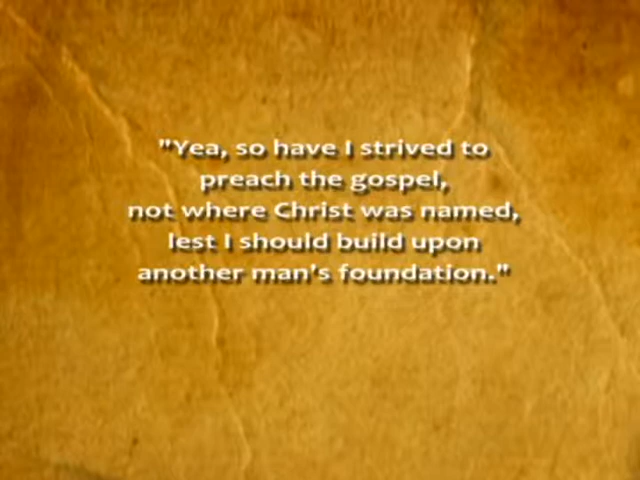 "Yea, so have I strived to
preach the gospel,
not where Christ was named,
lest I should build upon
another man's foundation."